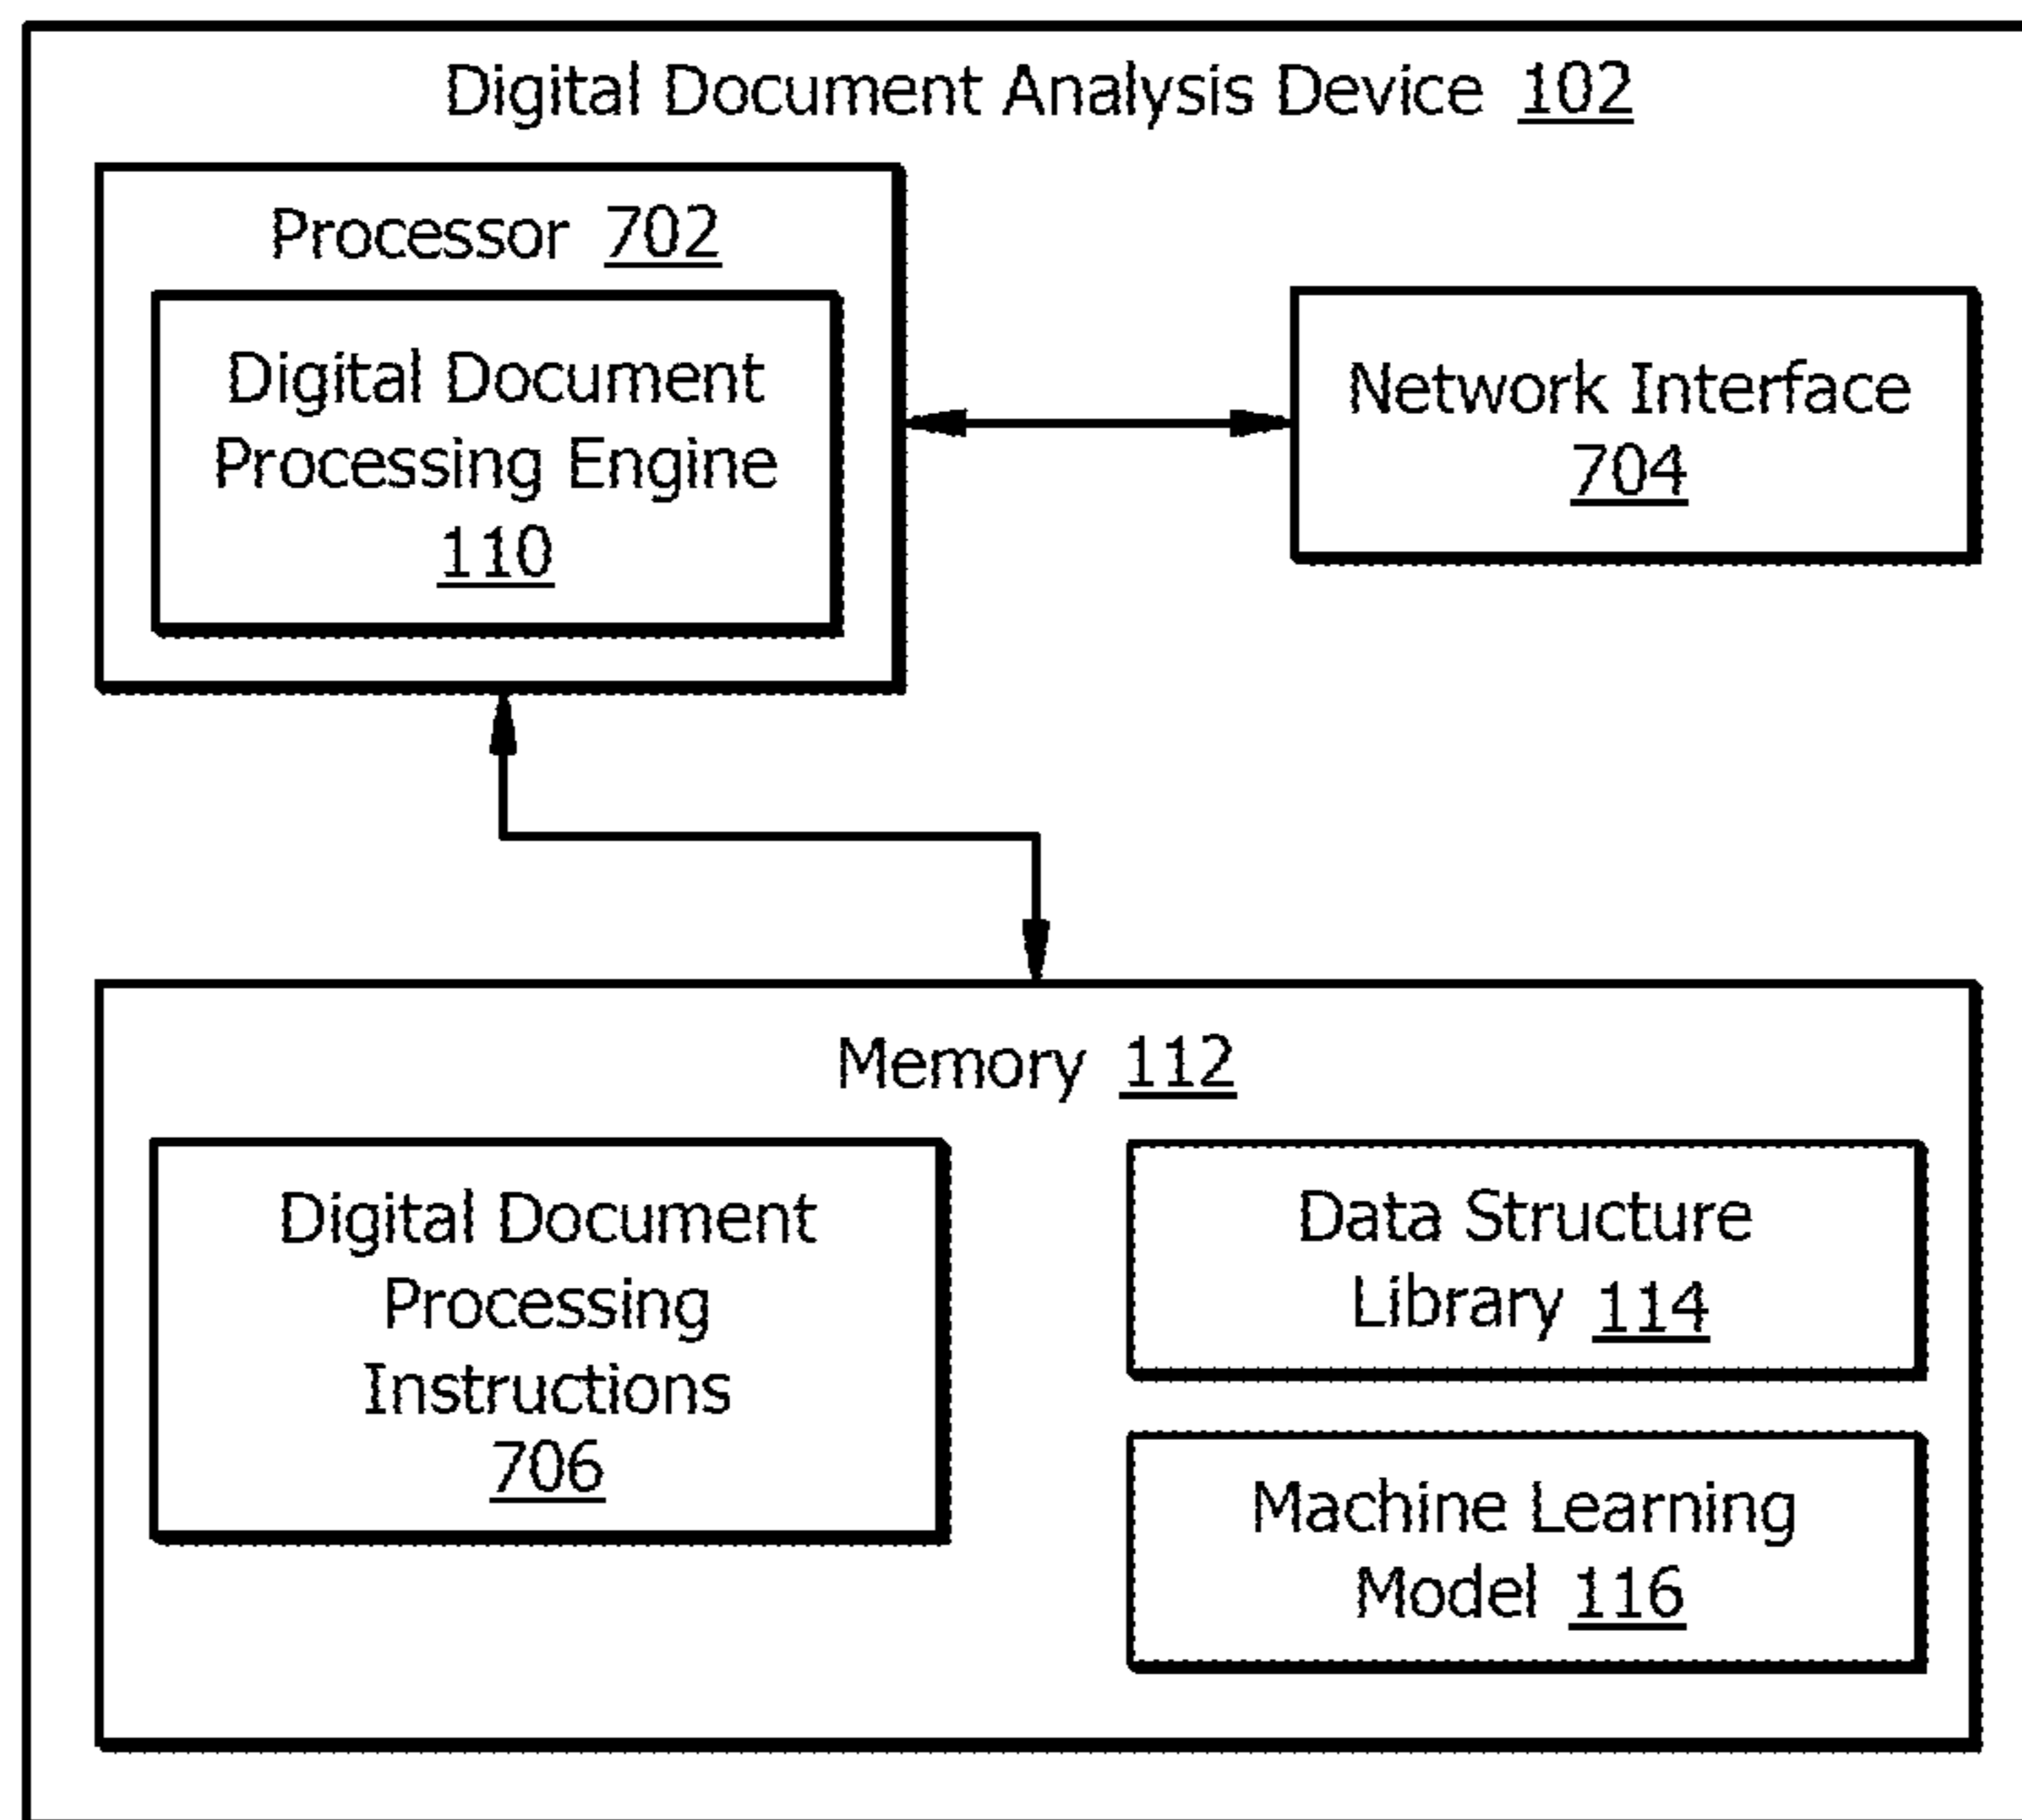 Digital Document Analysis Device 102
Processor 702
Digital Document
Processing Engine
110
Network Interface
704
Memory 112
Digital Document
Processing
Instructions
706
Data Structure
Library 114
Machine Learning
Model 116